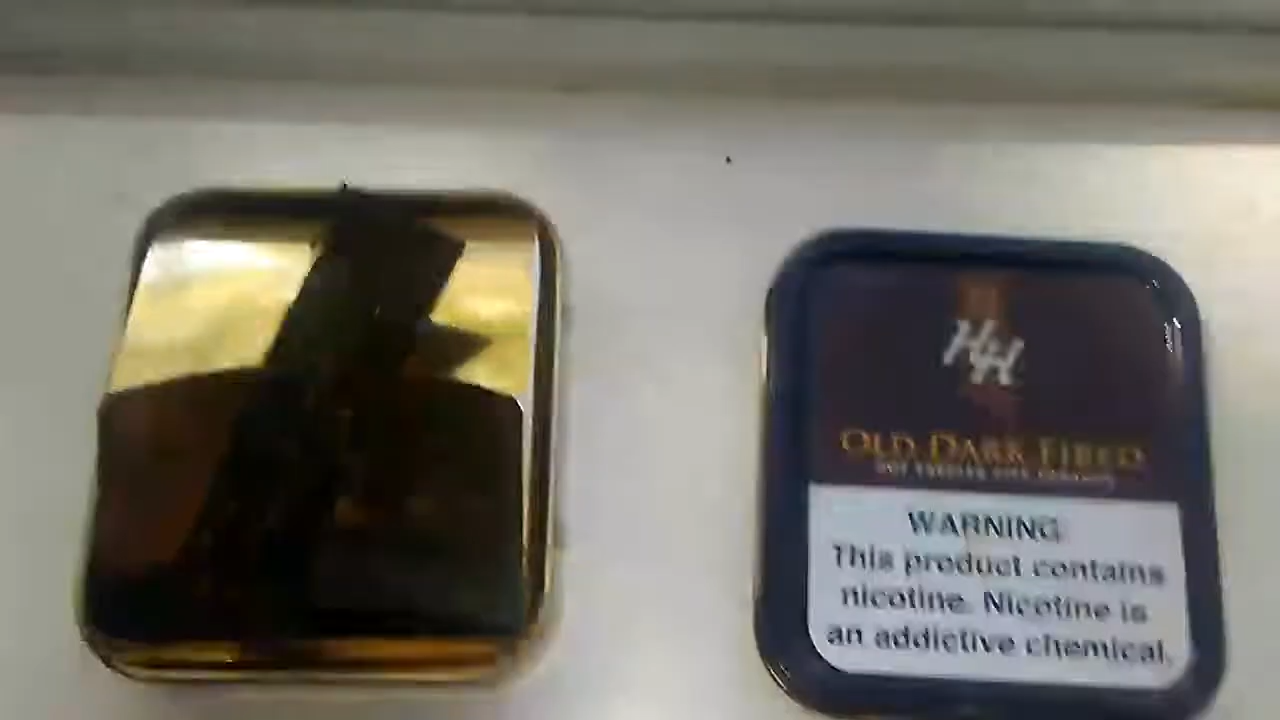 HH
OLD DARK FIRED
WARNING:
This product contains
nicotine. Nicotine is
an addictive chemical.